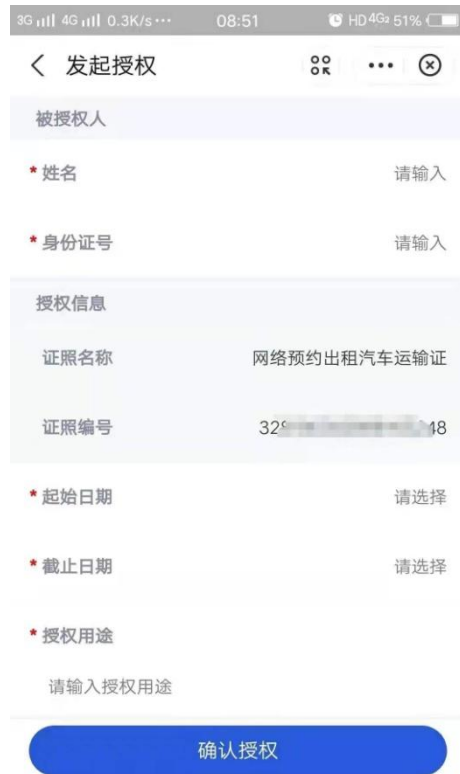 3G 4G 0.3K/s ··· 08:51 HD 4G2 51%
发起授权
被授权人
* 姓名 请输入
* 身份证号 请输入
授权信息
证照名称 网络预约出租汽车运输证
证照编号 32 48
* 起始日期 请选择
* 截止日期 请选择
* 授权用途
请输入授权用途
确认授权